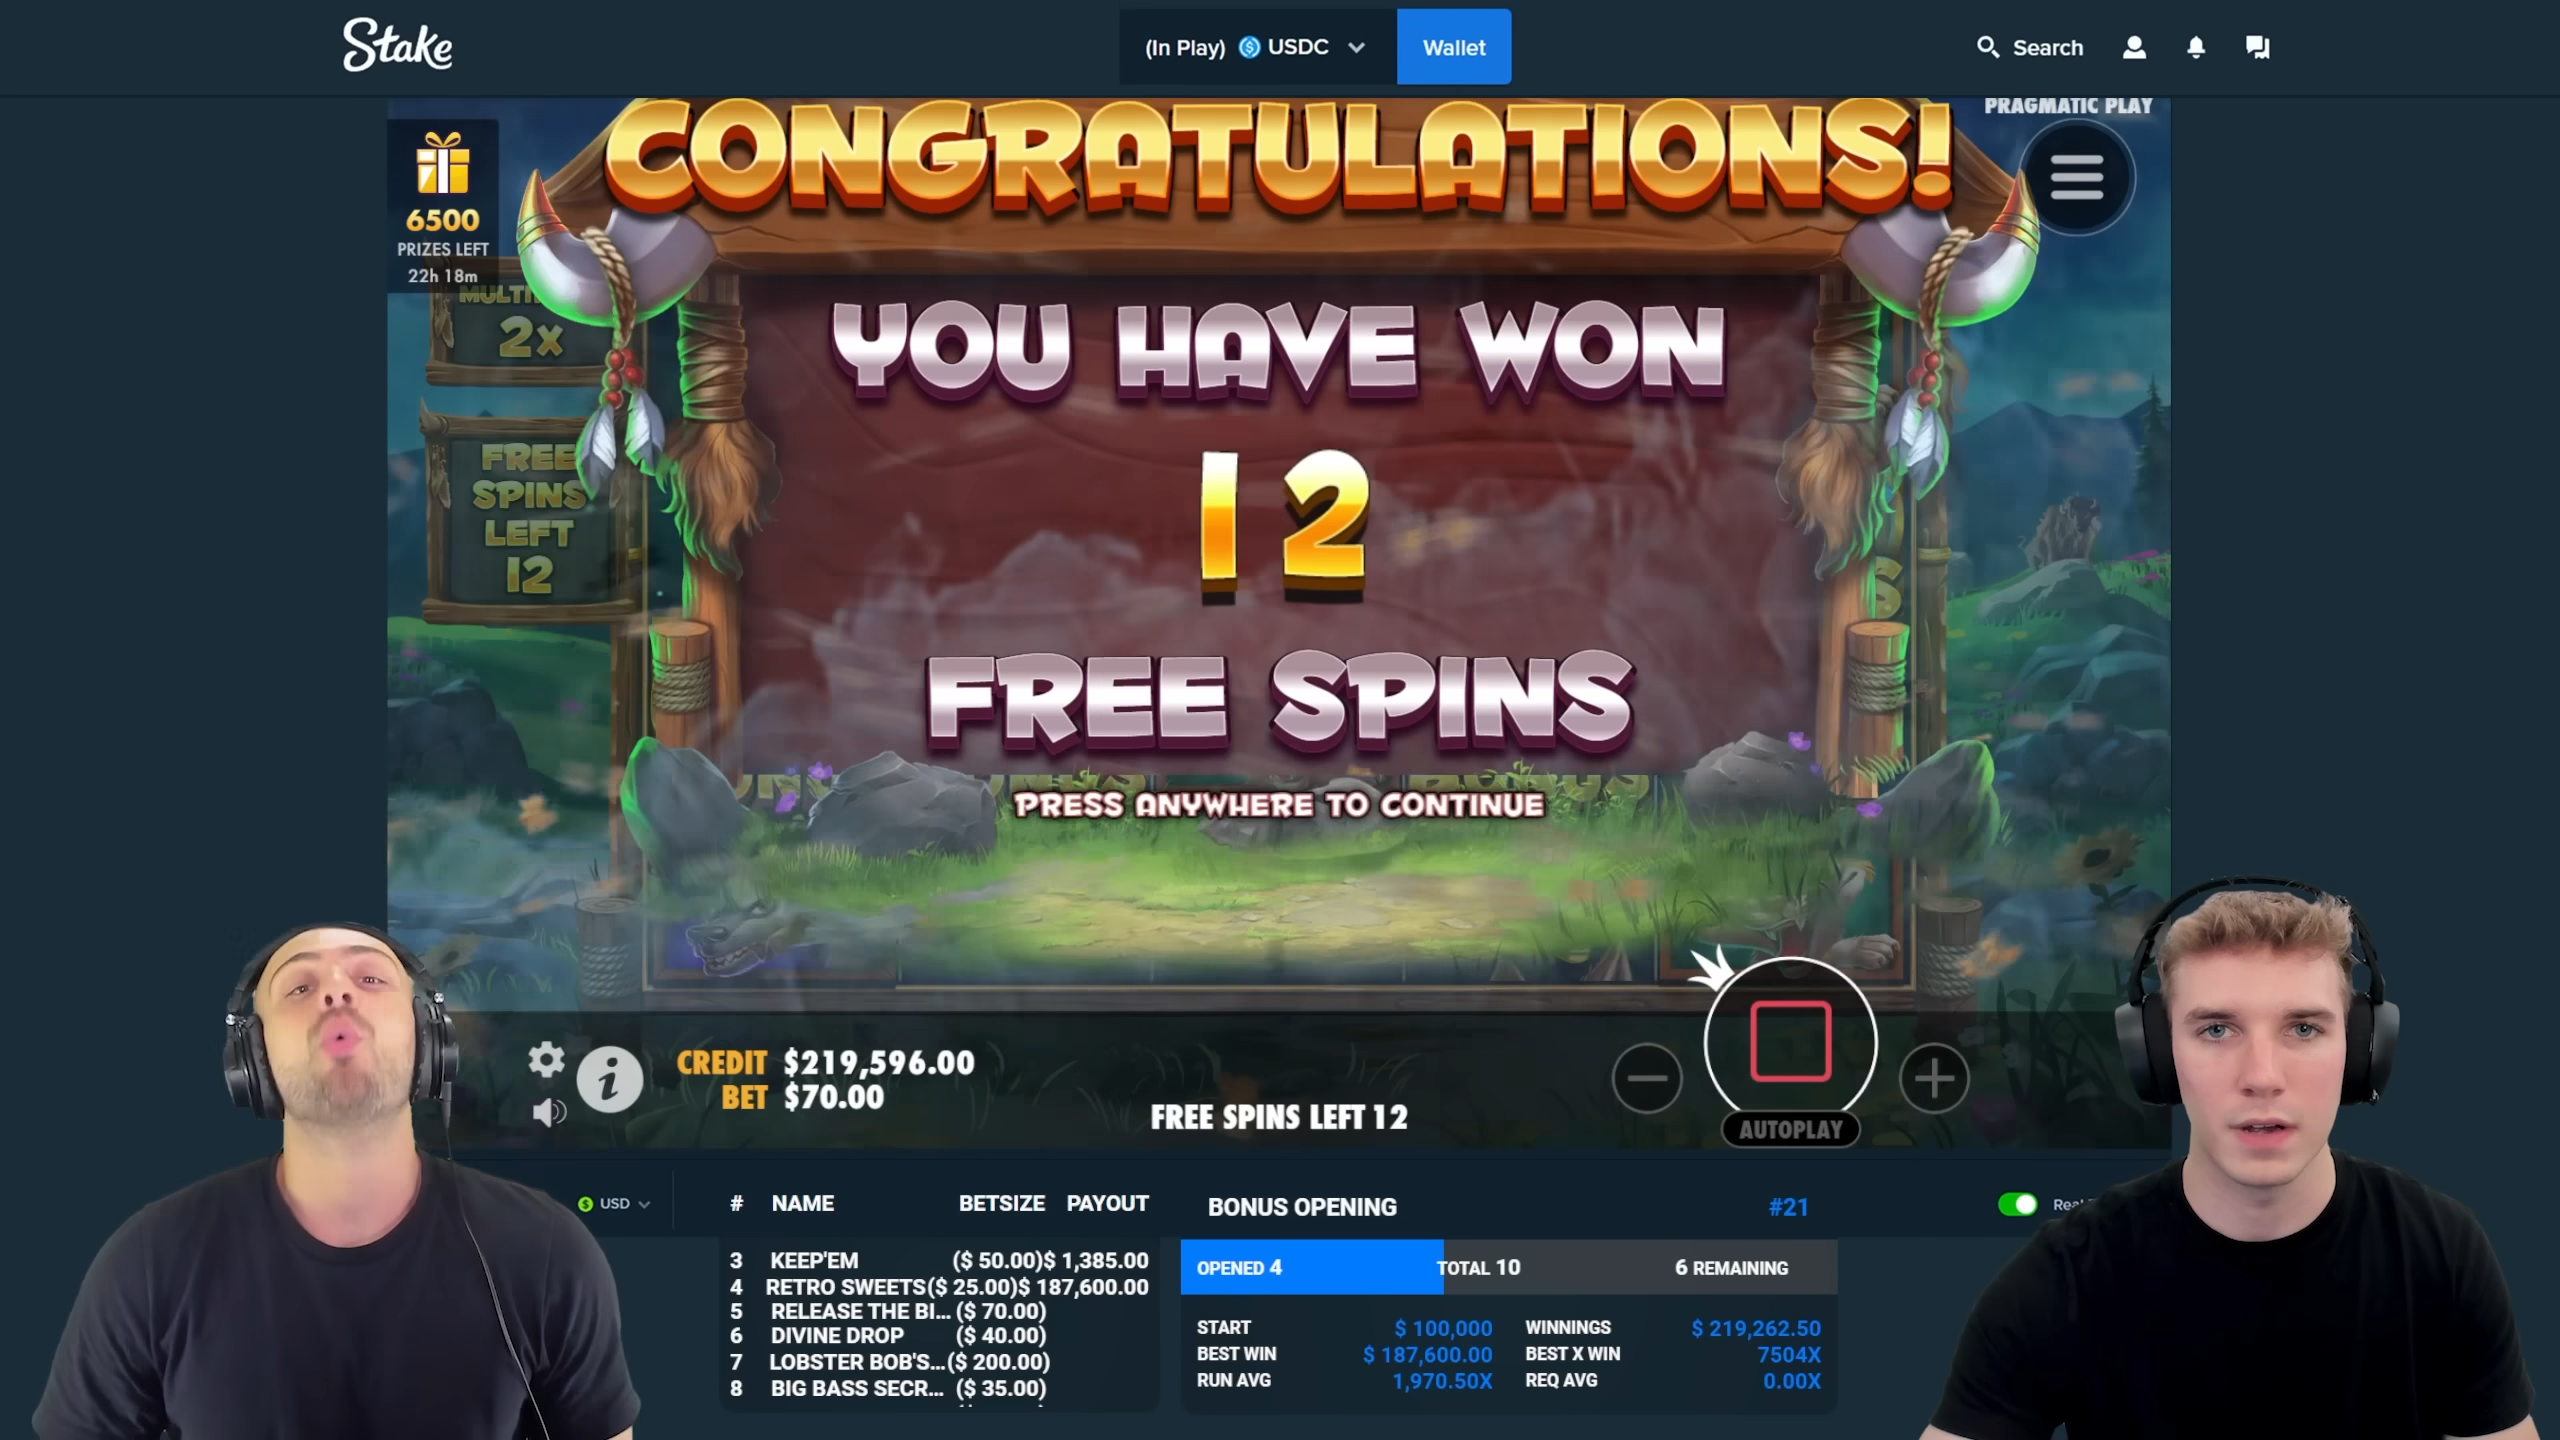 Stake
(In Play) USDC
Wallet
Search
PRAGMATIC PLAY
CONGRATULATIONS!
6500
PRIZES LEFT
22h 18m
2X
FREE
SPINS
LEFT
12
YOU HAVE WON
12
FREE SPINS
PRESS ANYWHERE TO CONTINUE
CREDIT $219,596.00
BET $70.00
FREE SPINS LEFT 12
AUTOPLAY
USD
# NAME BETSIZE PAYOUT
3 KEEP'EM ($ 50.00)$ 1,385.00
4 RETRO SWEETS($ 25.00)$ 187,600.00
5 RELEASE THE BI... ($ 70.00)
6 DIVINE DROP ($ 40.00)
7 LOBSTER BOB'S...($ 200.00)
8 BIG BASS SECR... ($ 35.00)
BONUS OPENING #21
OPENED 4 TOTAL 10 6 REMAINING
START $ 100,000 WINNINGS $ 219,262.50
BEST WIN $ 187,600.00 BEST X WIN 7504X
RUN AVG 1,970.50X REQ AVG 0.00X